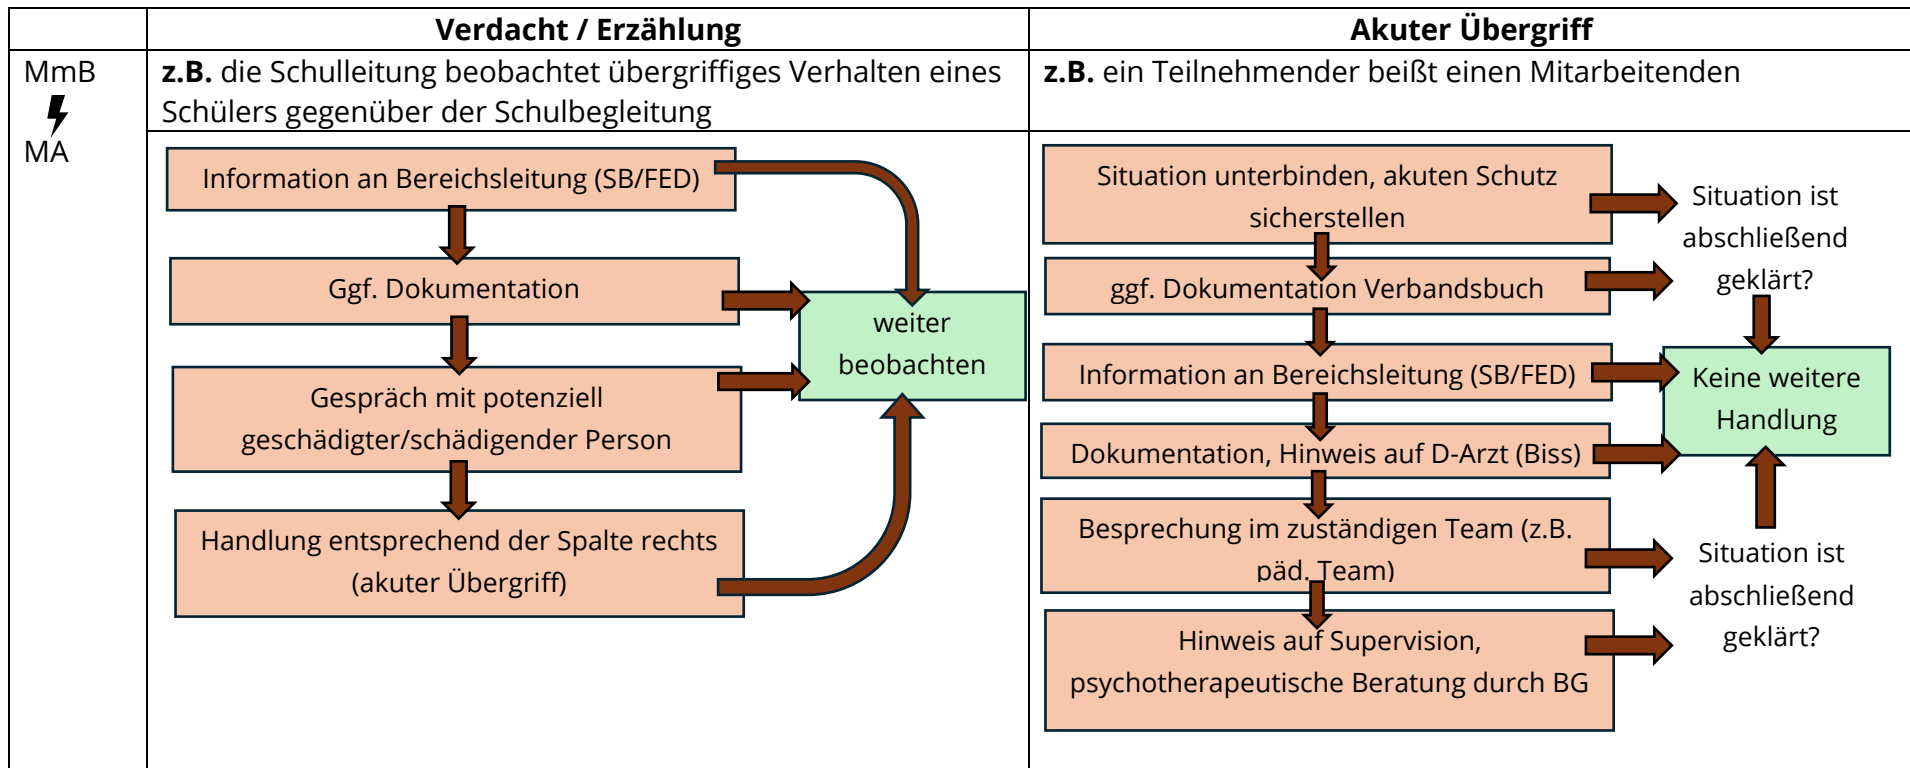 Verdacht / Erzählung
Akuter Übergriff
MmB
MA
z.B. die Schulleitung beobachtet übergriffiges Verhalten eines
Schülers gegenüber der Schulbegleitung
z.B. ein Teilnehmender beißt einen Mitarbeitenden
Information an Bereichsleitung (SB/FED)
Ggf. Dokumentation
Gespräch mit potenziell
geschädigter/schädigender Person
Handlung entsprechend der Spalte rechts
(akuter Übergriff)
weiter
beobachten
Situation unterbinden, akuten Schutz
sicherstellen
ggf. Dokumentation Verbandsbuch
Information an Bereichsleitung (SB/FED)
Dokumentation, Hinweis auf D-Arzt (Biss)
Besprechung im zuständigen Team (z.B.
päd. Team)
Hinweis auf Supervision,
psychotherapeutische Beratung durch BG
Situation ist
abschließend
geklärt?
Keine weitere
Handlung
Situation ist
abschließend
geklärt?